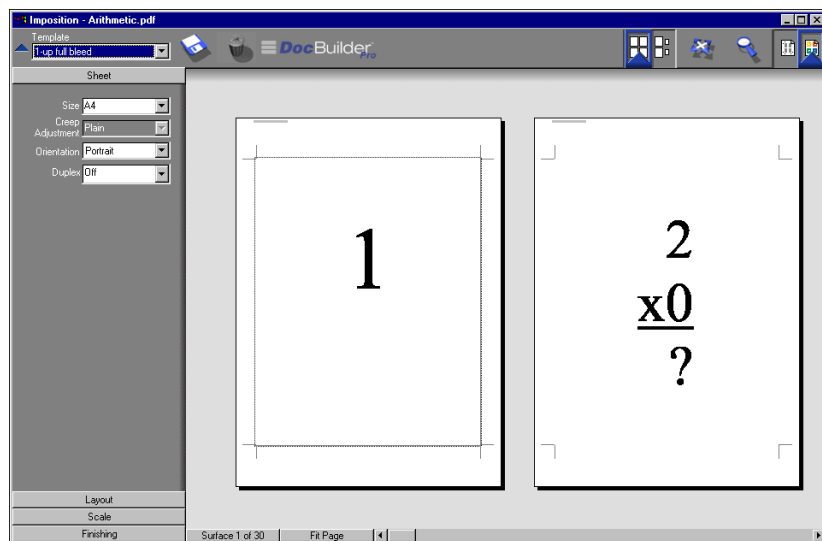 Imposition - Arithmetic.pdf
Template
1-up full bleed
DocBuilder Pro
Sheet
Size A4
Creep Adjustment Plain
Orientation Portrait
Duplex Off
1
2
x0
?
Layout
Scale
Finishing
Surface 1 of 30
Fit Page